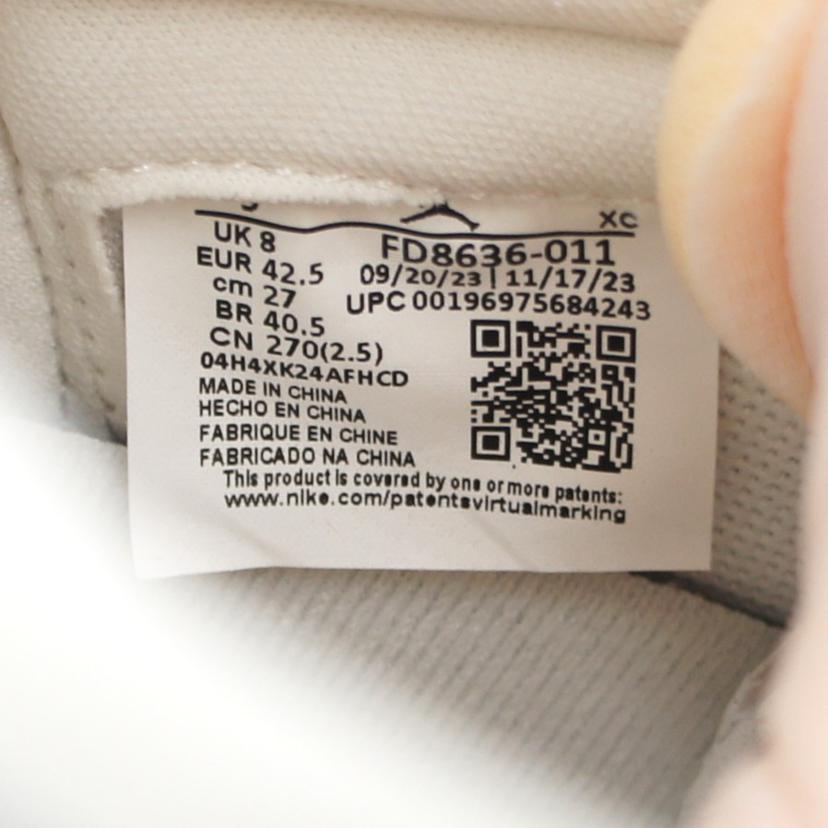 XC
UK 8
EUR 42.5
cm 27
BR 40.5
CN 270(2.5)
04H4XK24AFHCD
FD8636-011
09/20/23 | 11/17/23
UPC 00196975684243
MADE IN CHINA
HECHO EN CHINA
FABRIQUE EN CHINE
FABRICADO NA CHINA
This product is covered by one or more patents:
www.nike.com/patentsvirtualmarking